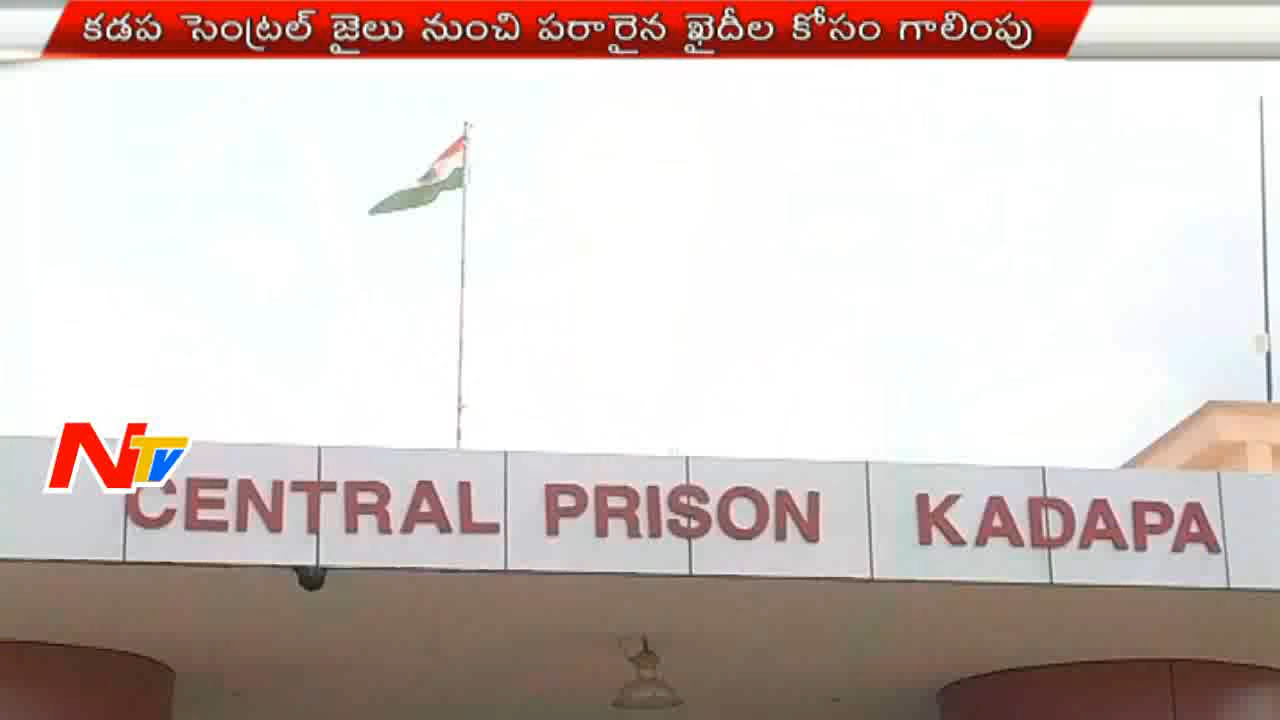 కడప సెంట్రల్ జైలు నుంచి పరారైన ఖైదీల కోసం గాలింపు
NTV
CENTRAL PRISON KADAPA